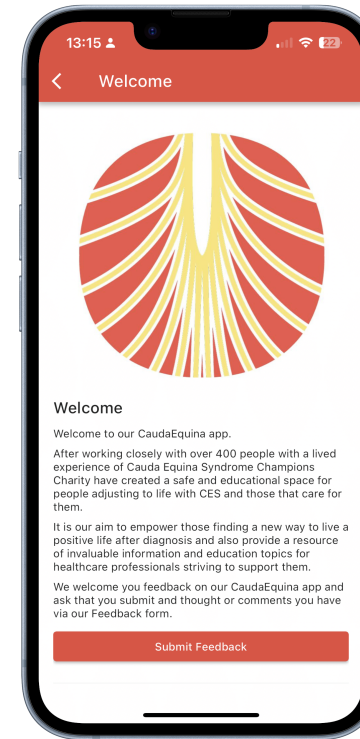 13:15
22
Welcome
Welcome
Welcome to our CaudaEquina app.
After working closely with over 400 people with a lived
experience of Cauda Equina Syndrome Champions
Charity have created a safe and educational space for
people adjusting to life with CES and those that care for
them.
It is our aim to empower those finding a new way to live a
positive life after diagnosis and also provide a resource
of invaluable information and education topics for
healthcare professionals striving to support them.
We welcome you feedback on our CaudaEquina app and
ask that you submit and thought or comments you have
via our Feedback form.
Submit Feedback